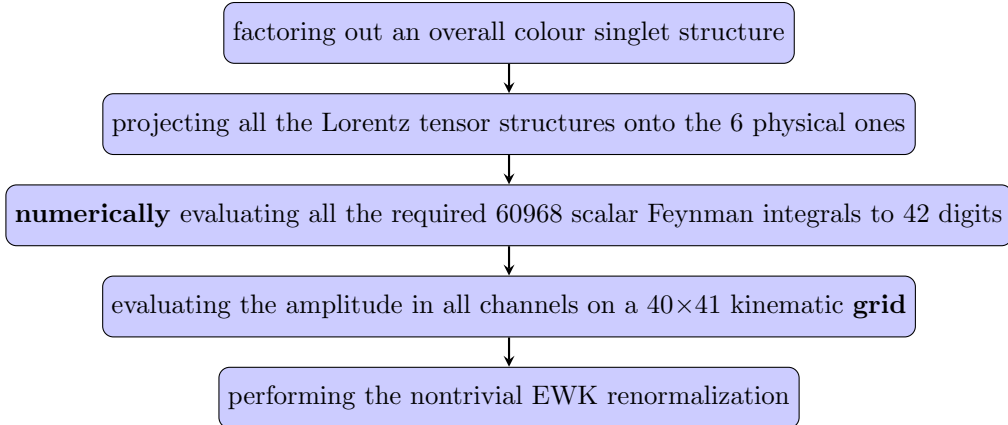 factoring out an overall colour singlet structure
projecting all the Lorentz tensor structures onto the 6 physical ones
numerically evaluating all the required 60968 scalar Feynman integrals to 42 digits
evaluating the amplitude in all channels on a 40×41 kinematic grid
performing the nontrivial EWK renormalization